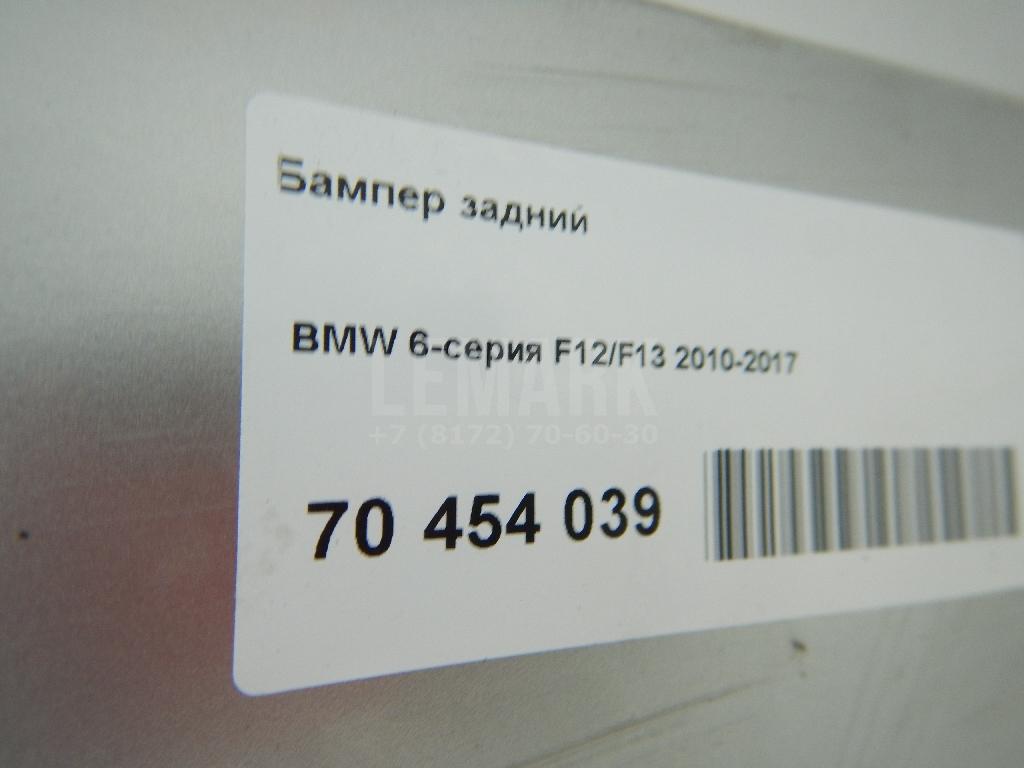 Бампер задний
BMW 6-серия F12/F13 2010-2017
LEMARK
+7 (8172) 70-60-30
70 454 039